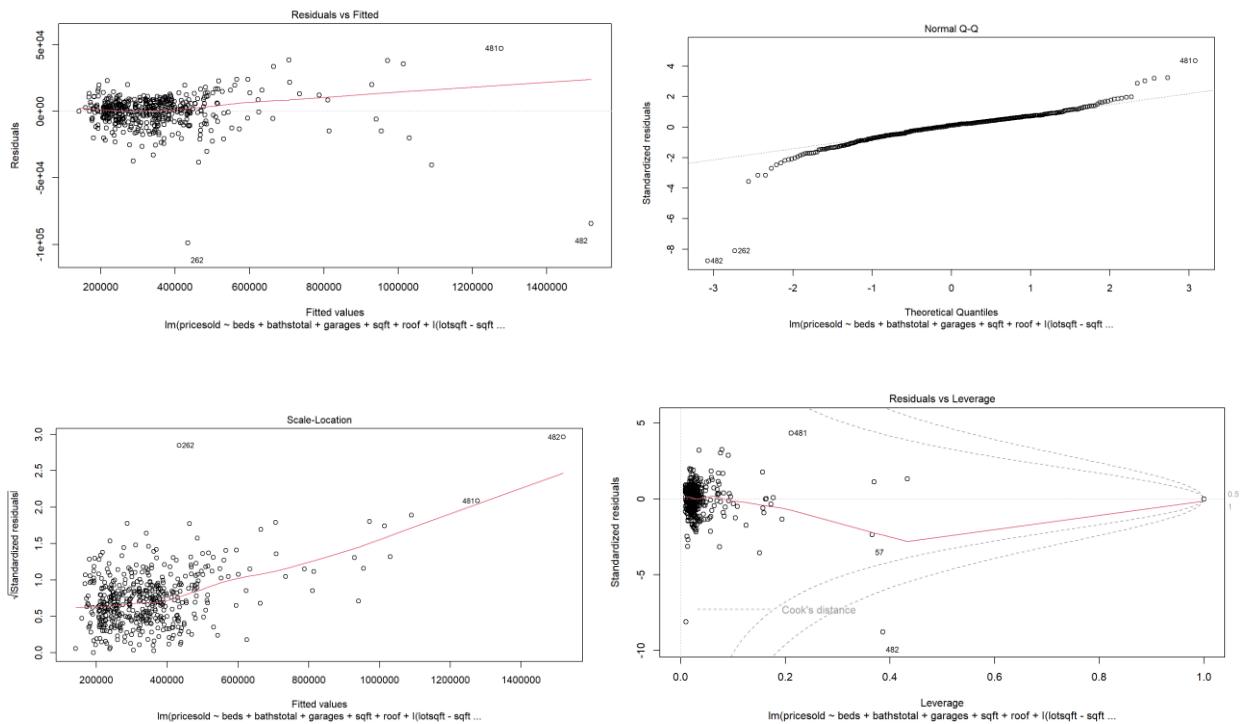 Residuals vs Fitted
Residuals
5e+04
0e+00
-5e+04
-1e+05
481
262
482
200000 400000 600000 800000 1000000 1200000 1400000
Fitted values
lm(pricesold ~ beds + bathstotal + garages + sqft + roof + I(lotsqft - sqft ...
Normal Q-Q
Standardized residuals
4
2
0
-2
-4
-6
-8
481
262
482
-3 -2 -1 0 1 2 3
Theoretical Quantiles
lm(pricesold ~ beds + bathstotal + garages + sqft + roof + I(lotsqft - sqft ...
Scale-Location
√|Standardized residuals|
3.0
2.5
2.0
1.5
1.0
0.5
0.0
262
482
481
200000 400000 600000 800000 1000000 1200000 1400000
Fitted values
lm(pricesold ~ beds + bathstotal + garages + sqft + roof + I(lotsqft - sqft ...
Residuals vs Leverage
Standardized residuals
5
0
-5
-10
481
57
482
0.5
1
Cook's distance
0.0 0.2 0.4 0.6 0.8 1.0
Leverage
lm(pricesold ~ beds + bathstotal + garages + sqft + roof + I(lotsqft - sqft ...